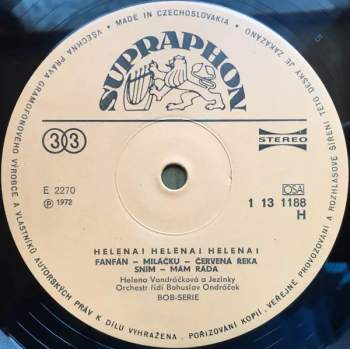 • MADE IN CZECHOSLOVAKIA •
VŠECHNA PRÁVA GRAMOFONOVÉHO VÝROBCE A VLASTNÍKŮ AUTORSKÝCH PRÁV K DÍLU VYHRAŽENA. POŘIZOVÁNÍ KOPIÍ, VEŘEJNÉ PROVOZOVÁNÍ A ROZHLASOVÉ ŠÍŘENÍ TÉTO DESKY JE ZAKÁZÁNO
SUPRAPHON
33
STEREO
E 2270
Ⓟ 1972
OSA
1 13 1188
H
HELENA! HELENA! HELENA!
FANFÁN – MILÁČKU – ČERVENÁ ŘEKA
SNÍM – MÁM RÁDA
Helena Vondráčková a Jezinky
Orchestr řídí Bohuslav Ondráček
BOB-SERIE